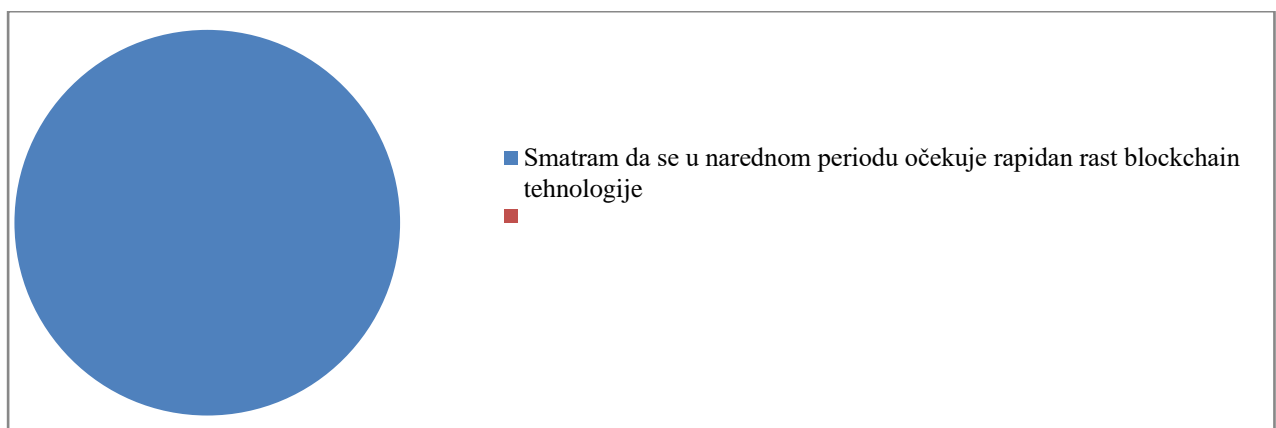 Smatram da se u narednom periodu očekuje rapidan rast blockchain
tehnologije